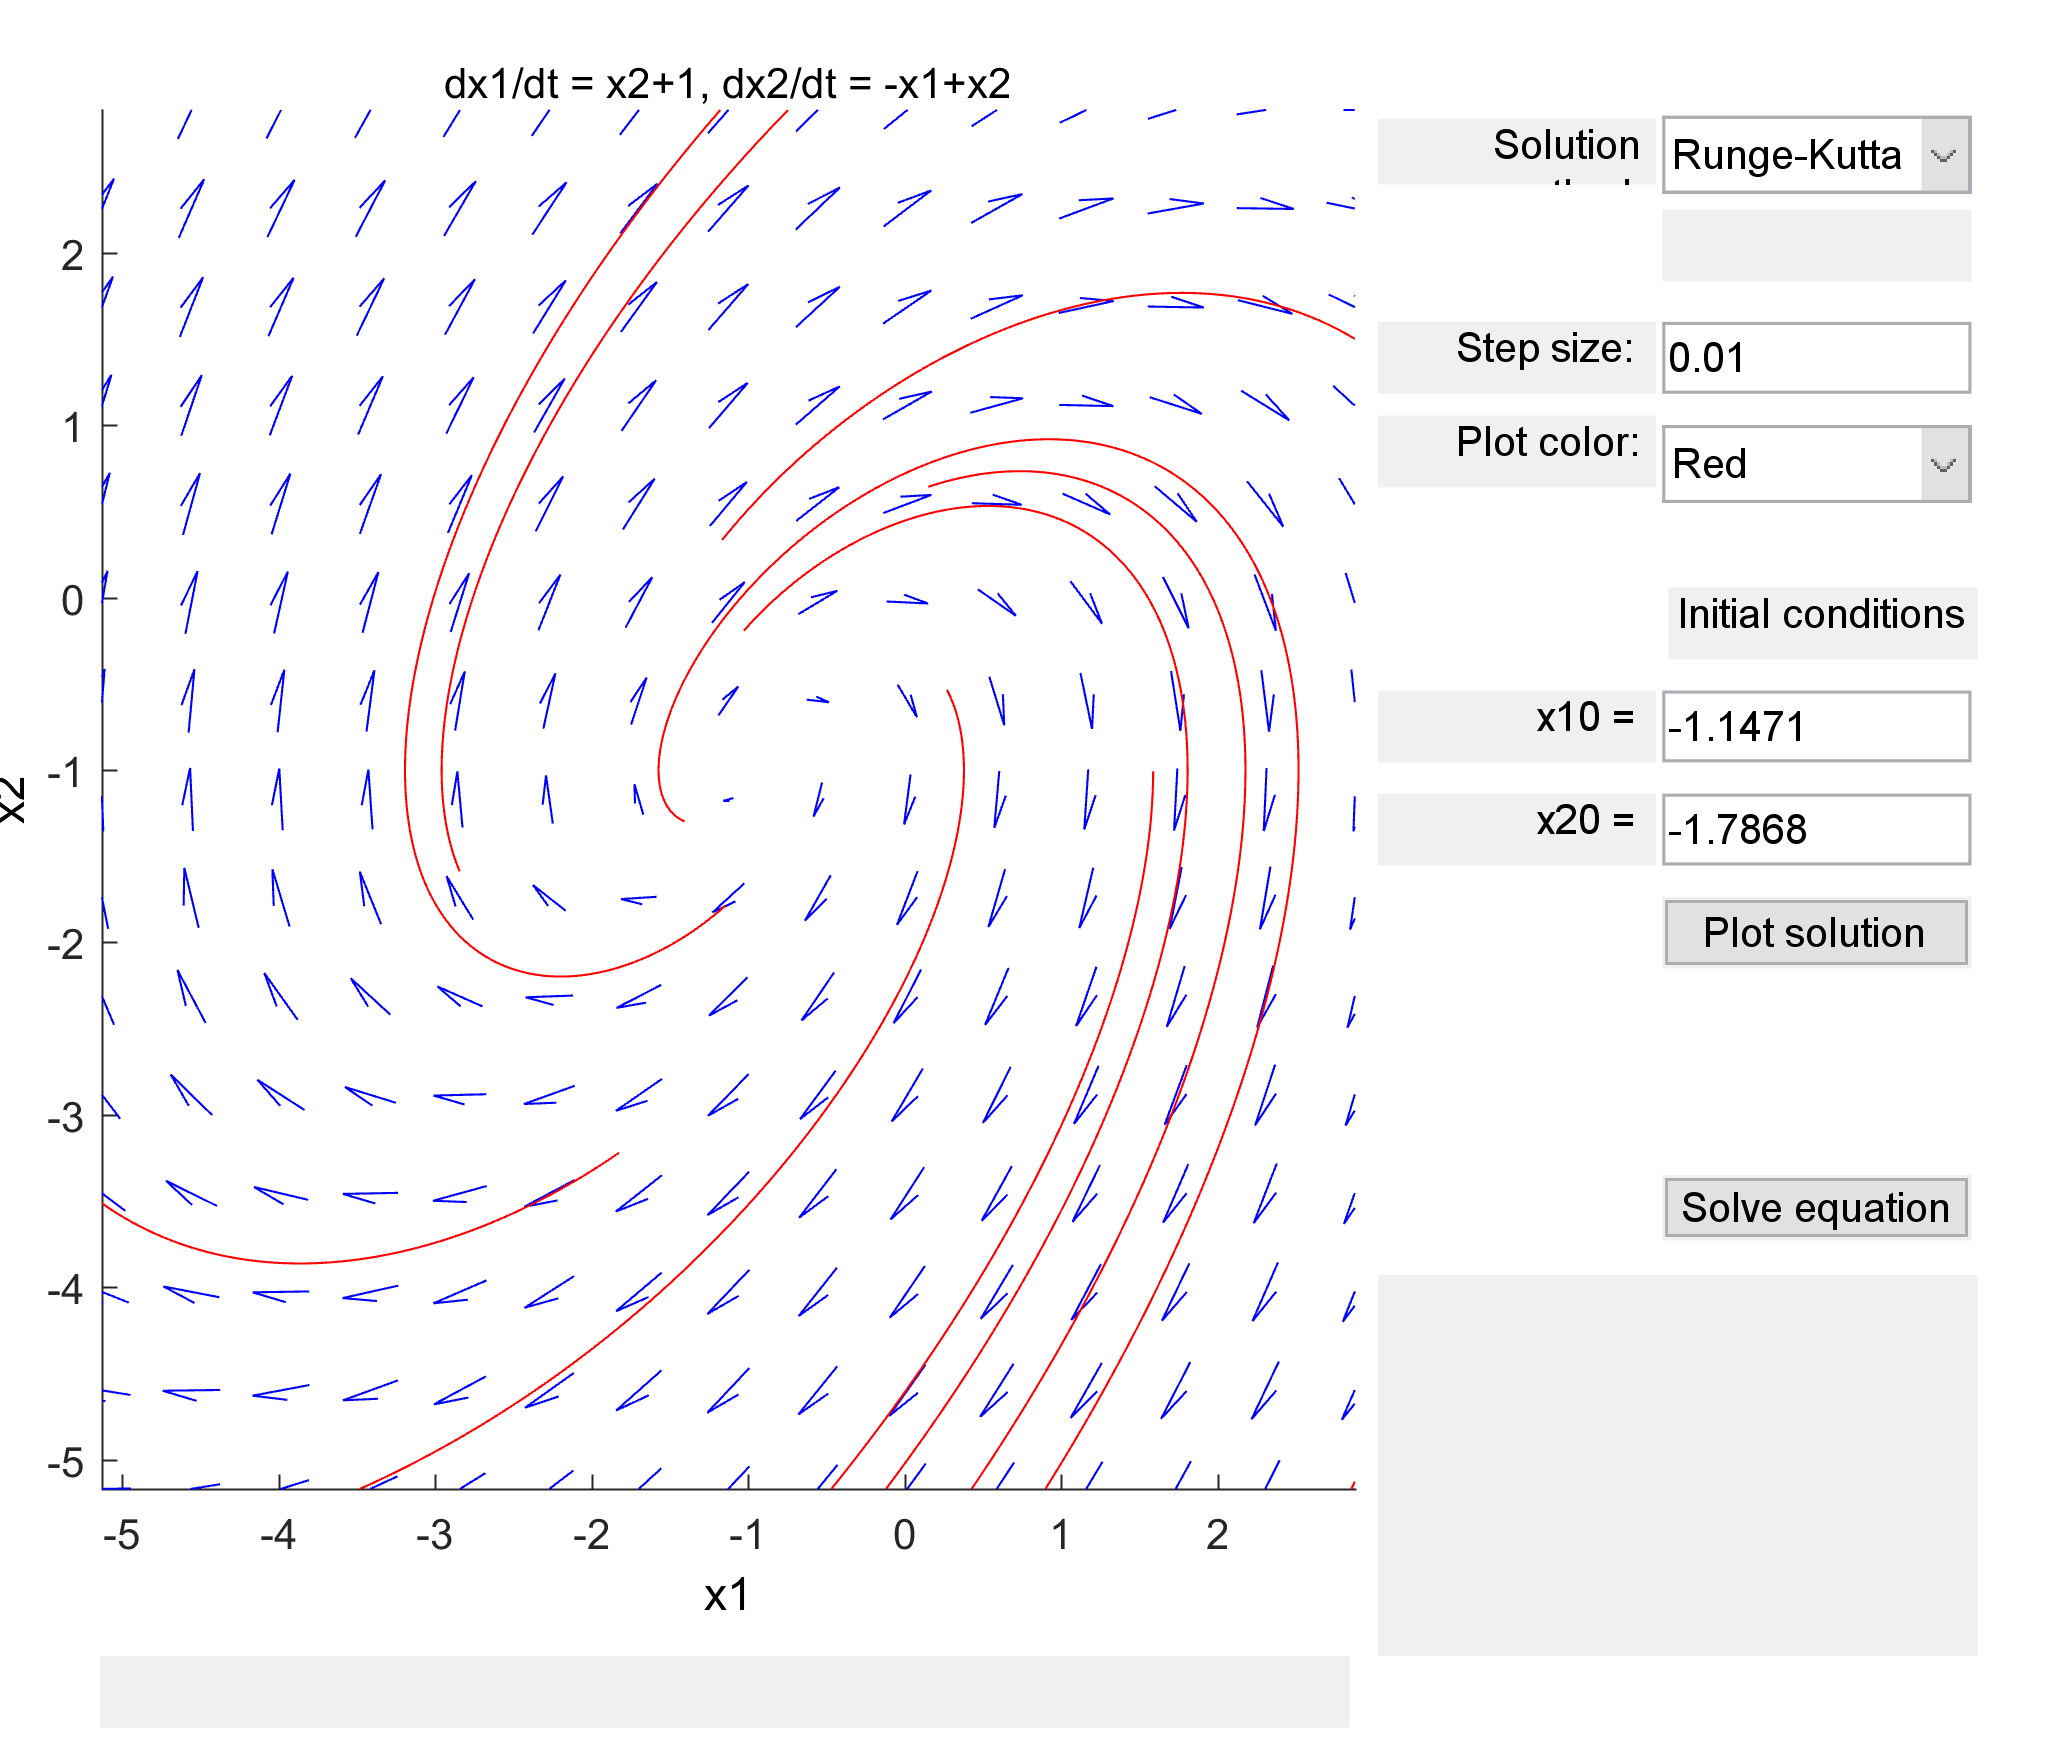 dx1/dt = x2+1, dx2/dt = -x1+x2
Solution
Runge-Kutta
Step size:
0.01
Plot color:
Red
Initial conditions
x10 =
-1.1471
x20 =
-1.7868
Plot solution
Solve equation
x2
2
1
0
-1
-2
-3
-4
-5
-5 -4 -3 -2 -1 0 1 2
x1